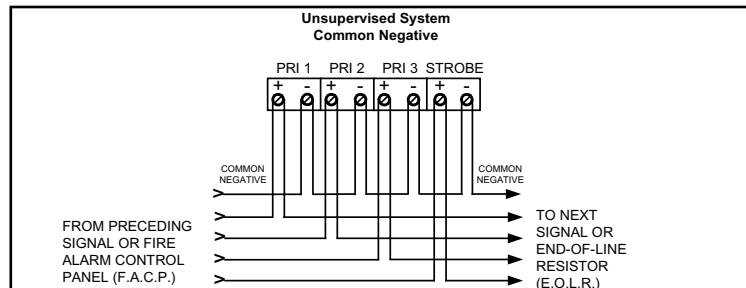 Unsupervised System
Common Negative
PRI 1 PRI 2 PRI 3 STROBE
+ - + - + - + -
COMMON
NEGATIVE
COMMON
NEGATIVE
FROM PRECEDING
SIGNAL OR FIRE
ALARM CONTROL
PANEL (F.A.C.P.)
TO NEXT
SIGNAL OR
END-OF-LINE
RESISTOR
(E.O.L.R.)